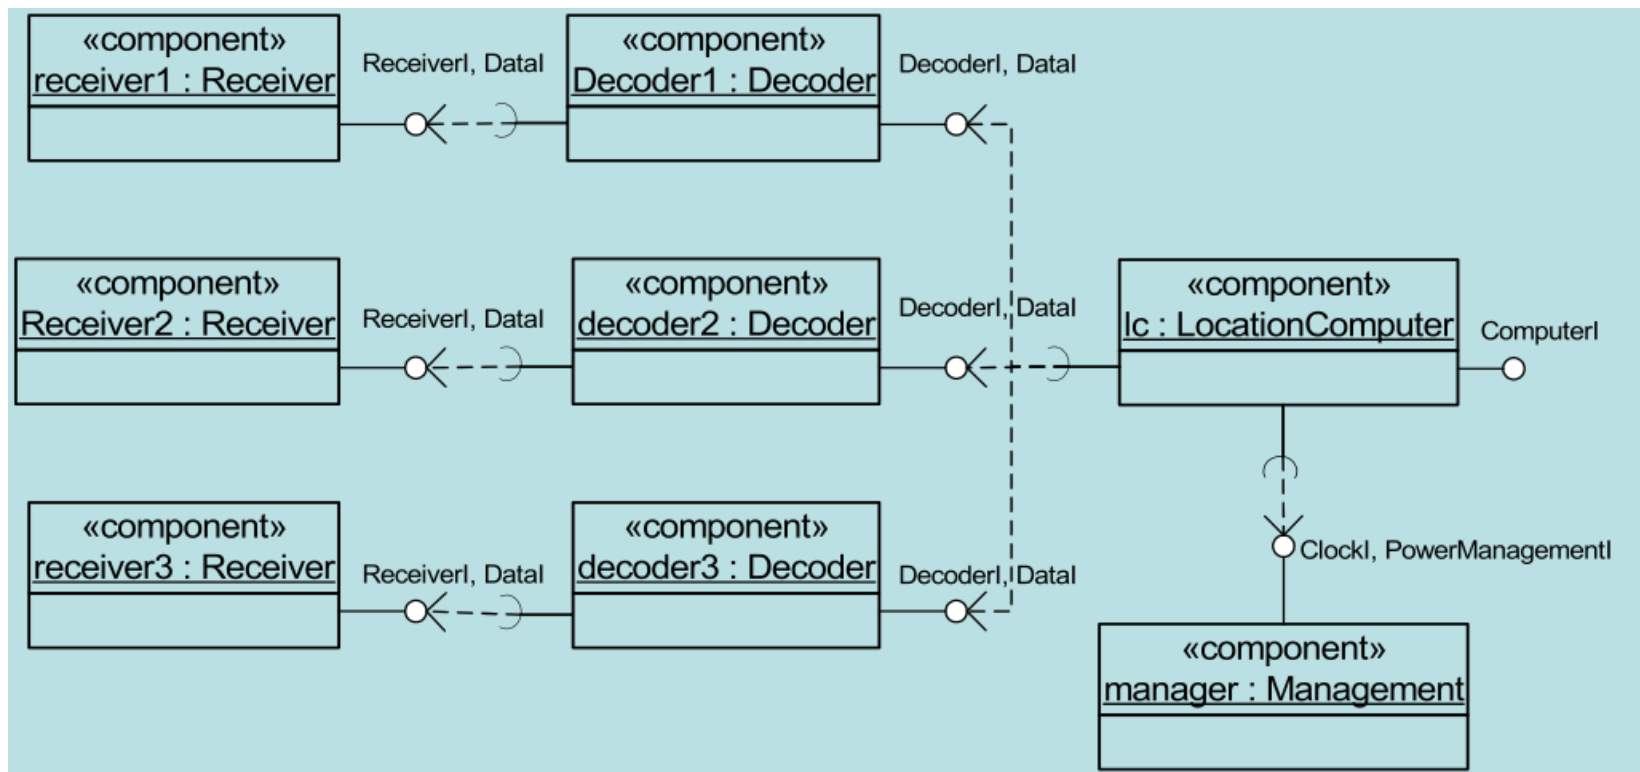 «component»
receiver1 : Receiver
ReceiverI, DataI
«component»
Decoder1 : Decoder
DecoderI, DataI
«component»
Receiver2 : Receiver
ReceiverI, DataI
«component»
decoder2 : Decoder
DecoderI, DataI
«component»
lc : LocationComputer
ComputerI
«component»
receiver3 : Receiver
ReceiverI, DataI
«component»
decoder3 : Decoder
DecoderI, DataI
ClockI, PowerManagementI
«component»
manager : Management